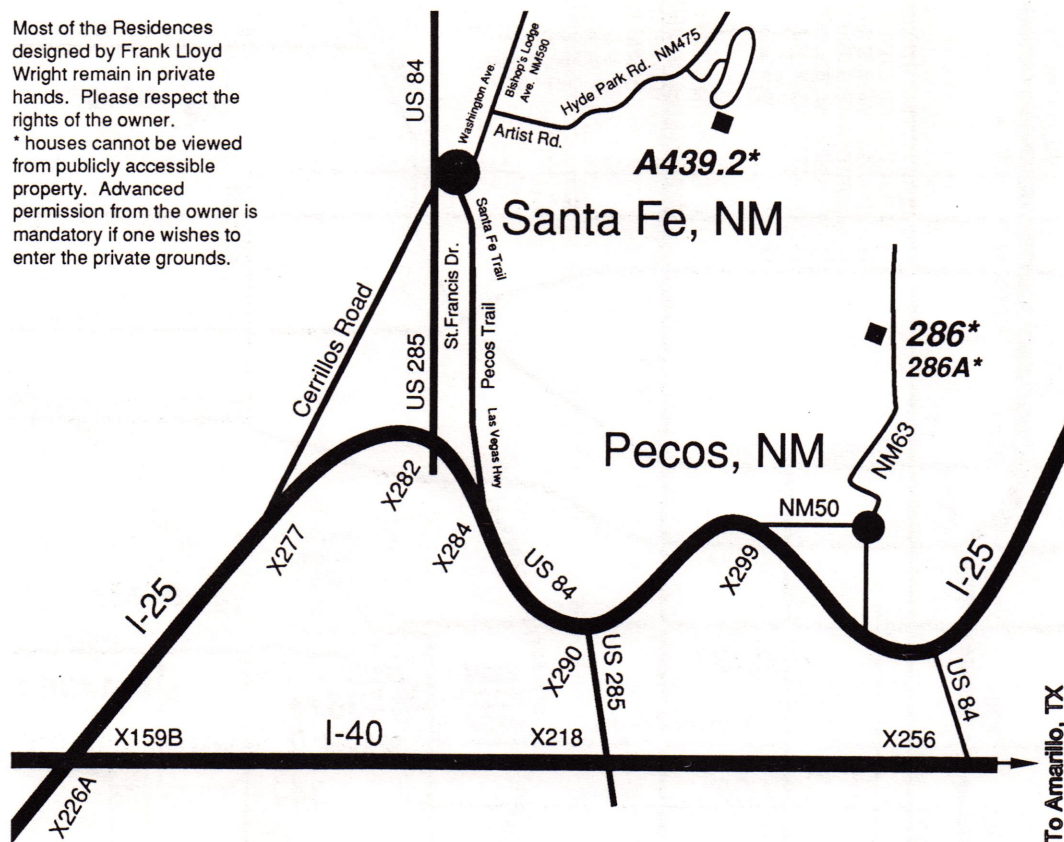 Most of the Residences
designed by Frank Lloyd
Wright remain in private
hands. Please respect the
rights of the owner.
* houses cannot be viewed
from publicly accessible
property. Advanced
permission from the owner is
mandatory if one wishes to
enter the private grounds.
US 84
Washington Ave.
Bishop's Lodge
Ave. NM590
Hyde Park Rd. NM475
Artist Rd.
A439.2*
Santa Fe, NM
Santa Fe Trail
St.Francis Dr.
Pecos Trail
Cerrillos Road
US 285
Las Vegas Hwy
286*
286A*
Pecos, NM
NM63
NM50
X282
X277
X284
X299
US 84
I-25
I-25
X290
US 285
US 84
X159B
I-40
X218
X256
X226A
To Amarillo, TX